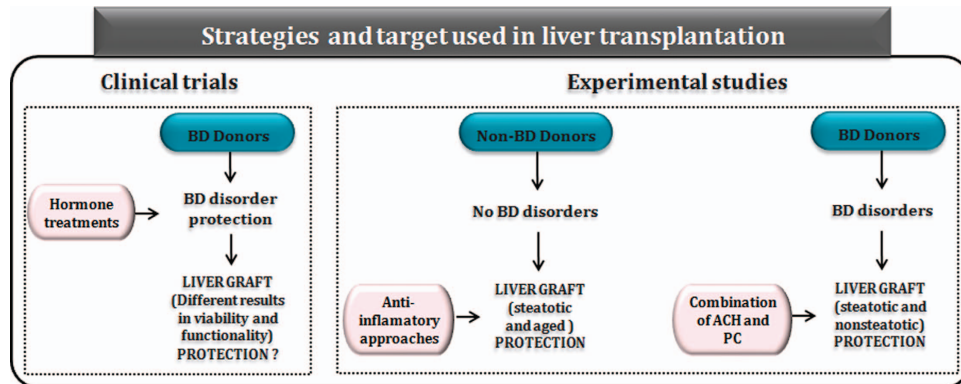 Strategies and target used in liver transplantation
Clinical trials
BD Donors
Hormone
treatments
BD disorder
protection
LIVER GRAFT
(Different results
in viability and
functionality)
PROTECTION ?
Experimental studies
Non-BD Donors
No BD disorders
Anti-
inflamatory
approaches
LIVER GRAFT
(steatotic
and aged )
PROTECTION
BD Donors
BD disorders
Combination
of ACH and
PC
LIVER GRAFT
(steatotic and
nonsteatotic)
PROTECTION